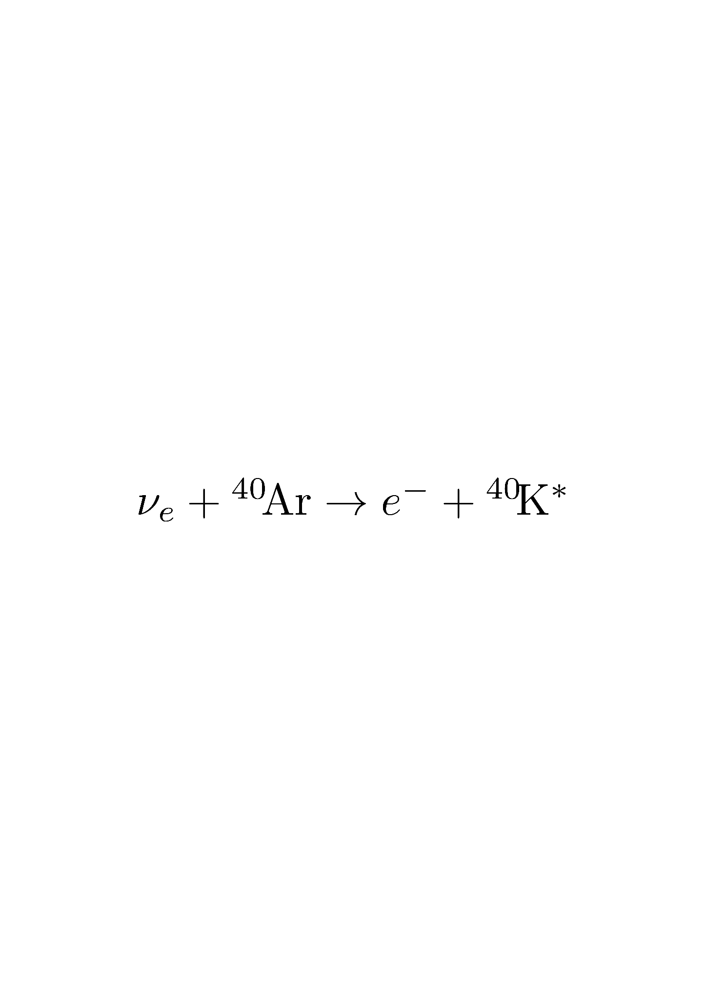 νₑ + ⁴⁰Ar → e⁻ + ⁴⁰K*